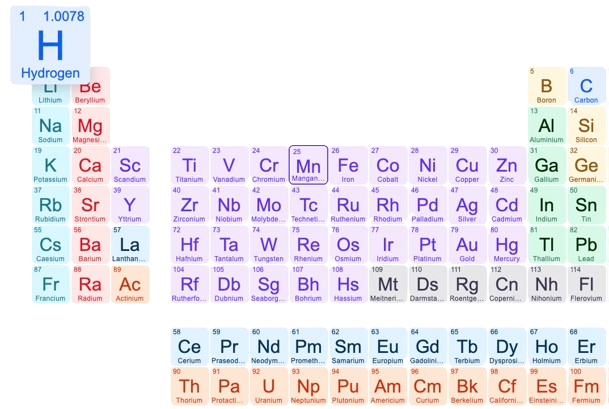 1 1.0078
H
Hydrogen
Li Be
Lithium Beryllium
5 6
B C
Boron Carbon
11 12 13 14
Na Mg Al Si
Sodium Magnesi... Aluminium Silicon
19 20 21 22 23 24 25 26 27 28 29 30 31 32
K Ca Sc Ti V Cr Mn Fe Co Ni Cu Zn Ga Ge
Potassium Calcium Scandium Titanium Vanadium Chromium Mangan... Iron Cobalt Nickel Copper Zinc Gallium Germani...
37 38 39 40 41 42 43 44 45 46 47 48 49 50
Rb Sr Y Zr Nb Mo Tc Ru Rh Pd Ag Cd In Sn
Rubidium Strontium Yttrium Zirconium Niobium Molybde... Techneti... Ruthenium Rhodium Palladium Silver Cadmium Indium Tin
55 56 57 72 73 74 75 76 77 78 79 80 81 82
Cs Ba La Hf Ta W Re Os Ir Pt Au Hg Tl Pb
Caesium Barium Lanthan... Hafnium Tantalum Tungsten Rhenium Osmium Iridium Platinum Gold Mercury Thallium Lead
87 88 89 104 105 106 107 108 109 110 111 112 113 114
Fr Ra Ac Rf Db Sg Bh Hs Mt Ds Rg Cn Nh Fl
Francium Radium Actinium Rutherfo... Dubnium Seaborg... Bohrium Hassium Meitneri... Darmsta... Roentge... Coperni... Nihonium Flerovium
58 59 60 61 62 63 64 65 66 67 68
Ce Pr Nd Pm Sm Eu Gd Tb Dy Ho Er
Cerium Praseod... Neodym... Prometh... Samarium Europium Gadolini... Terbium Dysprosi... Holmium Erbium
90 91 92 93 94 95 96 97 98 99 100
Th Pa U Np Pu Am Cm Bk Cf Es Fm
Thorium Protacti... Uranium Neptunium Plutonium Americium Curium Berkelium Californi... Einsteini... Fermium